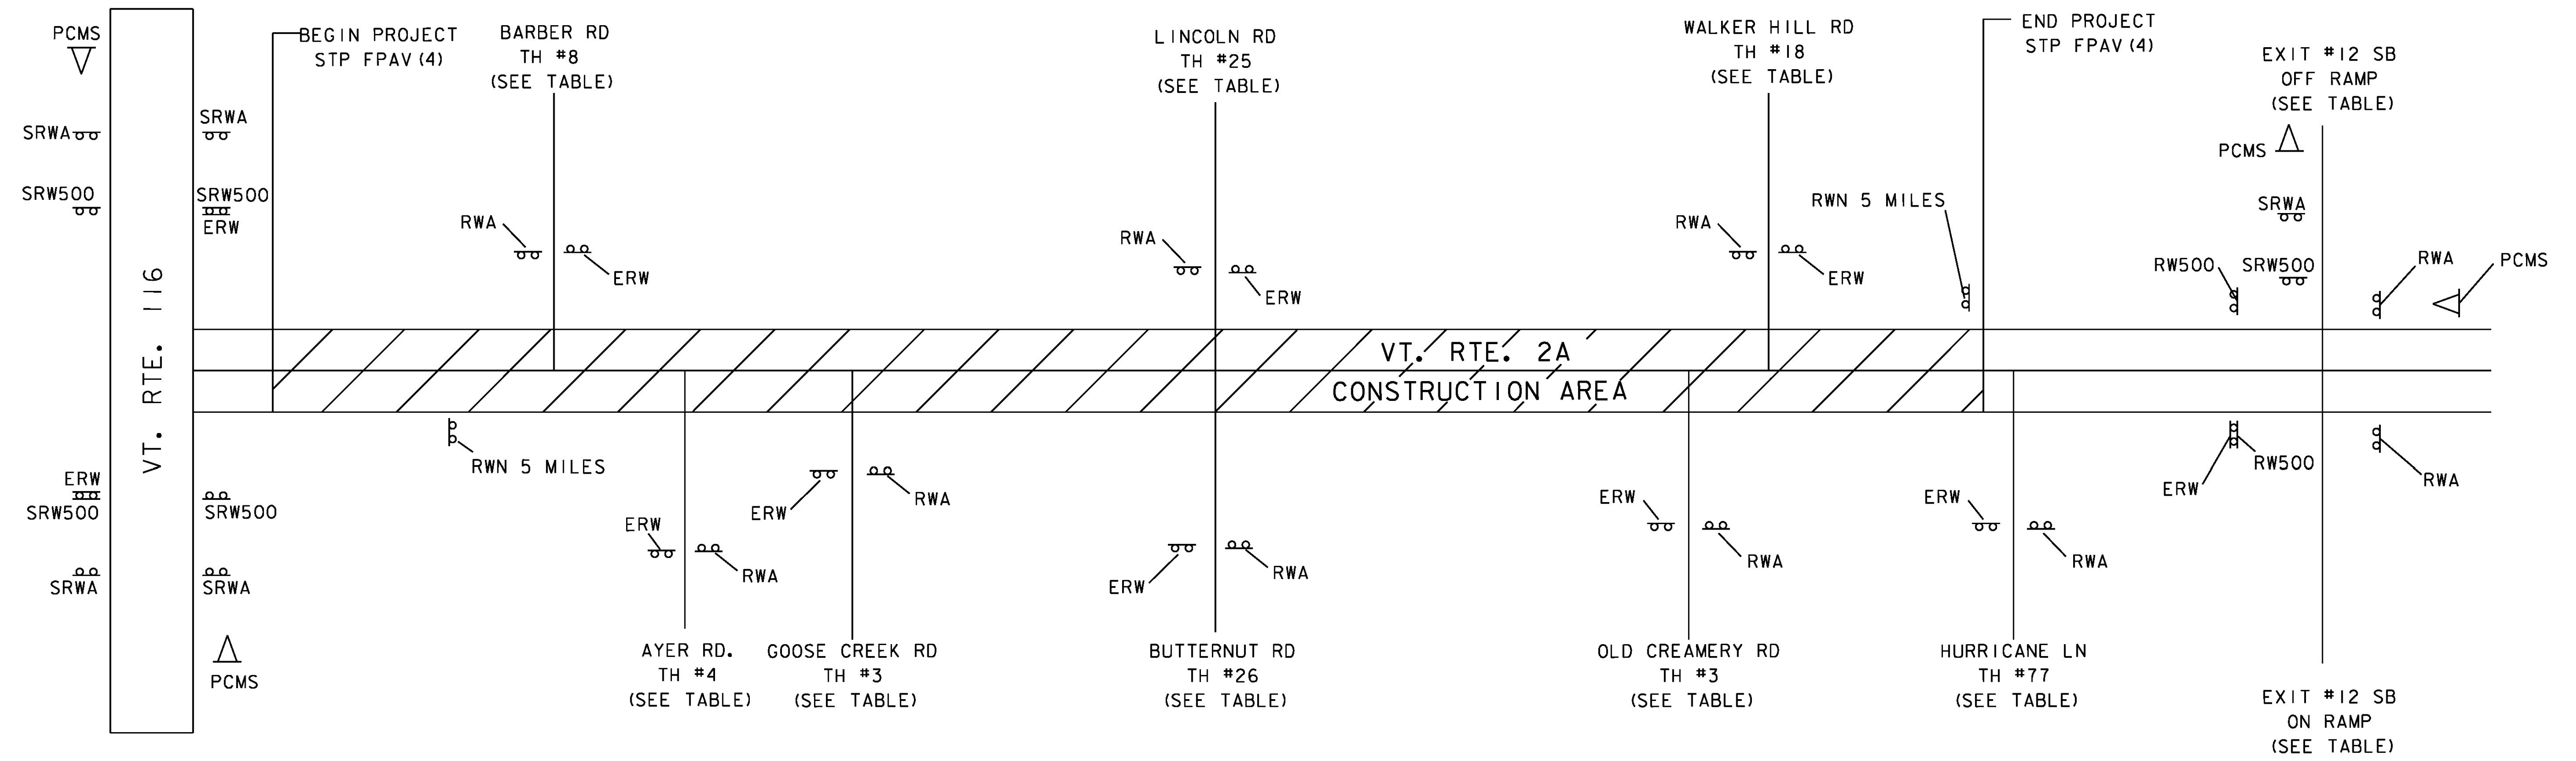 PCMS
BEGIN PROJECT
STP FPAV (4)
BARBER RD
TH #8
(SEE TABLE)
LINCOLN RD
TH #25
(SEE TABLE)
WALKER HILL RD
TH #18
(SEE TABLE)
END PROJECT
STP FPAV (4)
EXIT #12 SB
OFF RAMP
(SEE TABLE)
PCMS
SRWA
SRWA
SRW500
SRW500
ERW
RWA
ERW
RWA
ERW
RWA
ERW
RWN 5 MILES
SRWA
RW500
SRW500
RWA
PCMS
VT. RTE. 116
VT. RTE. 2A
CONSTRUCTION AREA
RWN 5 MILES
ERW
SRW500
SRW500
SRWA
SRWA
PCMS
ERW
RWA
ERW
RWA
ERW
RWA
ERW
RWA
ERW
RWA
ERW
RW500
RWA
AYER RD.
TH #4
(SEE TABLE)
GOOSE CREEK RD
TH #3
(SEE TABLE)
BUTTERNUT RD
TH #26
(SEE TABLE)
OLD CREAMERY RD
TH #3
(SEE TABLE)
HURRICANE LN
TH #77
(SEE TABLE)
EXIT #12 SB
ON RAMP
(SEE TABLE)